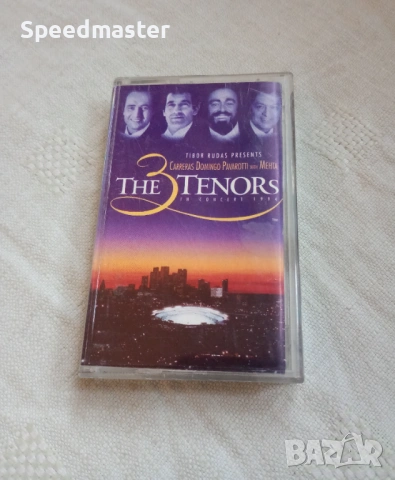 Speedmaster
TIBOR RUDAS PRESENTS
CARRERAS DOMINGO PAVAROTTI WITH MEHTA
THE 3 TENORS
IN CONCERT 1994
BAZAR